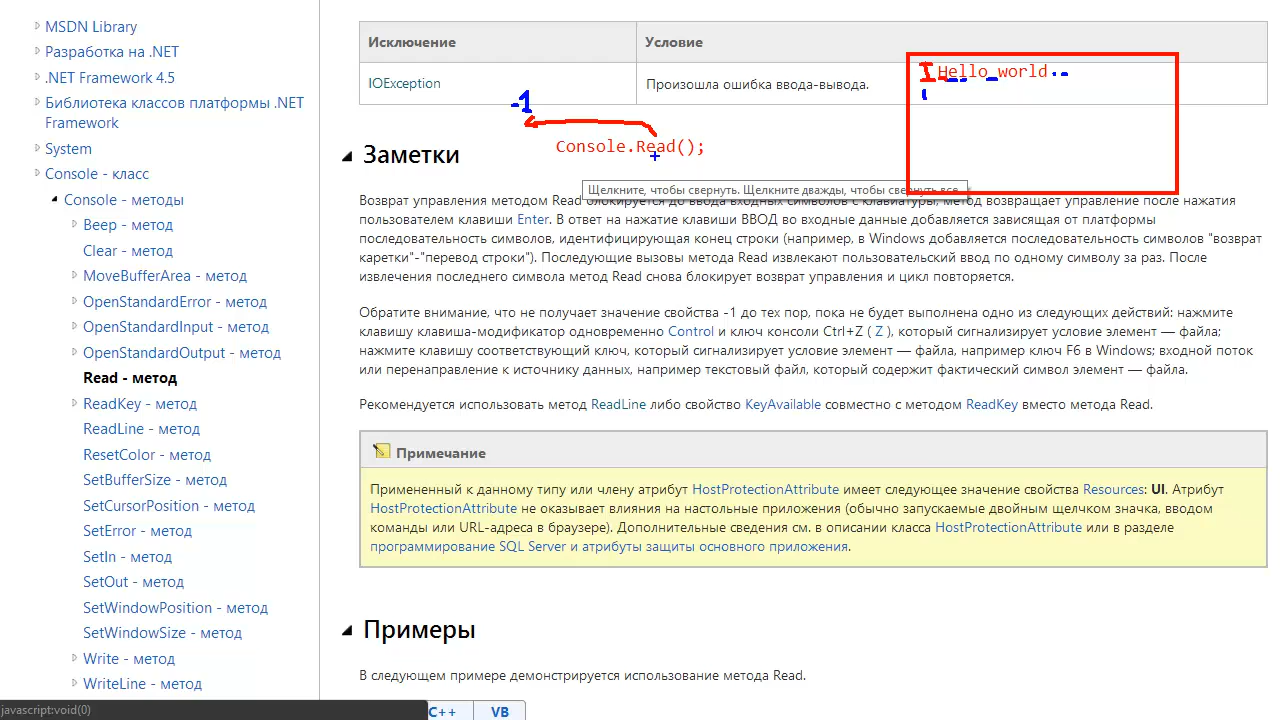 MSDN Library
Разработка на .NET
.NET Framework 4.5
Библиотека классов платформы .NET
Framework
System
Console - класс
Console - методы
Beep - метод
Clear - метод
MoveBufferArea - метод
OpenStandardError - метод
OpenStandardInput - метод
OpenStandardOutput - метод
Read - метод
ReadKey - метод
ReadLine - метод
ResetColor - метод
SetBufferSize - метод
SetCursorPosition - метод
SetError - метод
SetIn - метод
SetOut - метод
SetWindowPosition - метод
SetWindowSize - метод
Write - метод
WriteLine - метод
javascript:void(0)
Исключение Условие
IOException Произошла ошибка ввода-вывода.
Hello world
-1
Console.Read();
Заметки
Щелкните, чтобы свернуть. Щелкните дважды, чтобы свернуть все.
Возврат управления методом Read блокируется до ввода входных символов с клавиатуры; метод возвращает управление после нажатия
пользователем клавиши Enter. В ответ на нажатие клавиши ВВОД во входные данные добавляется зависящая от платформы
последовательность символов, идентифицирующая конец строки (например, в Windows добавляется последовательность символов "возврат
каретки"-"перевод строки"). Последующие вызовы метода Read извлекают пользовательский ввод по одному символу за раз. После
извлечения последнего символа метод Read снова блокирует возврат управления и цикл повторяется.
Обратите внимание, что не получает значение свойства -1 до тех пор, пока не будет выполнена одно из следующих действий: нажмите
клавишу клавиша-модификатор одновременно Control и ключ консоли Ctrl+Z ( Z ), который сигнализирует условие элемент — файла;
нажмите клавишу соответствующий ключ, который сигнализирует условие элемент — файла, например ключ F6 в Windows; входной поток
или перенаправление к источнику данных, например текстовый файл, который содержит фактический символ элемент — файла.
Рекомендуется использовать метод ReadLine либо свойство KeyAvailable совместно с методом ReadKey вместо метода Read.
Примечание
Примененный к данному типу или члену атрибут HostProtectionAttribute имеет следующее значение свойства Resources: UI. Атрибут
HostProtectionAttribute не оказывает влияния на настольные приложения (обычно запускаемые двойным щелчком значка, вводом
команды или URL-адреса в браузере). Дополнительные сведения см. в описании класса HostProtectionAttribute или в разделе
программирование SQL Server и атрибуты защиты основного приложения.
Примеры
В следующем примере демонстрируется использование метода Read.
C++ VB